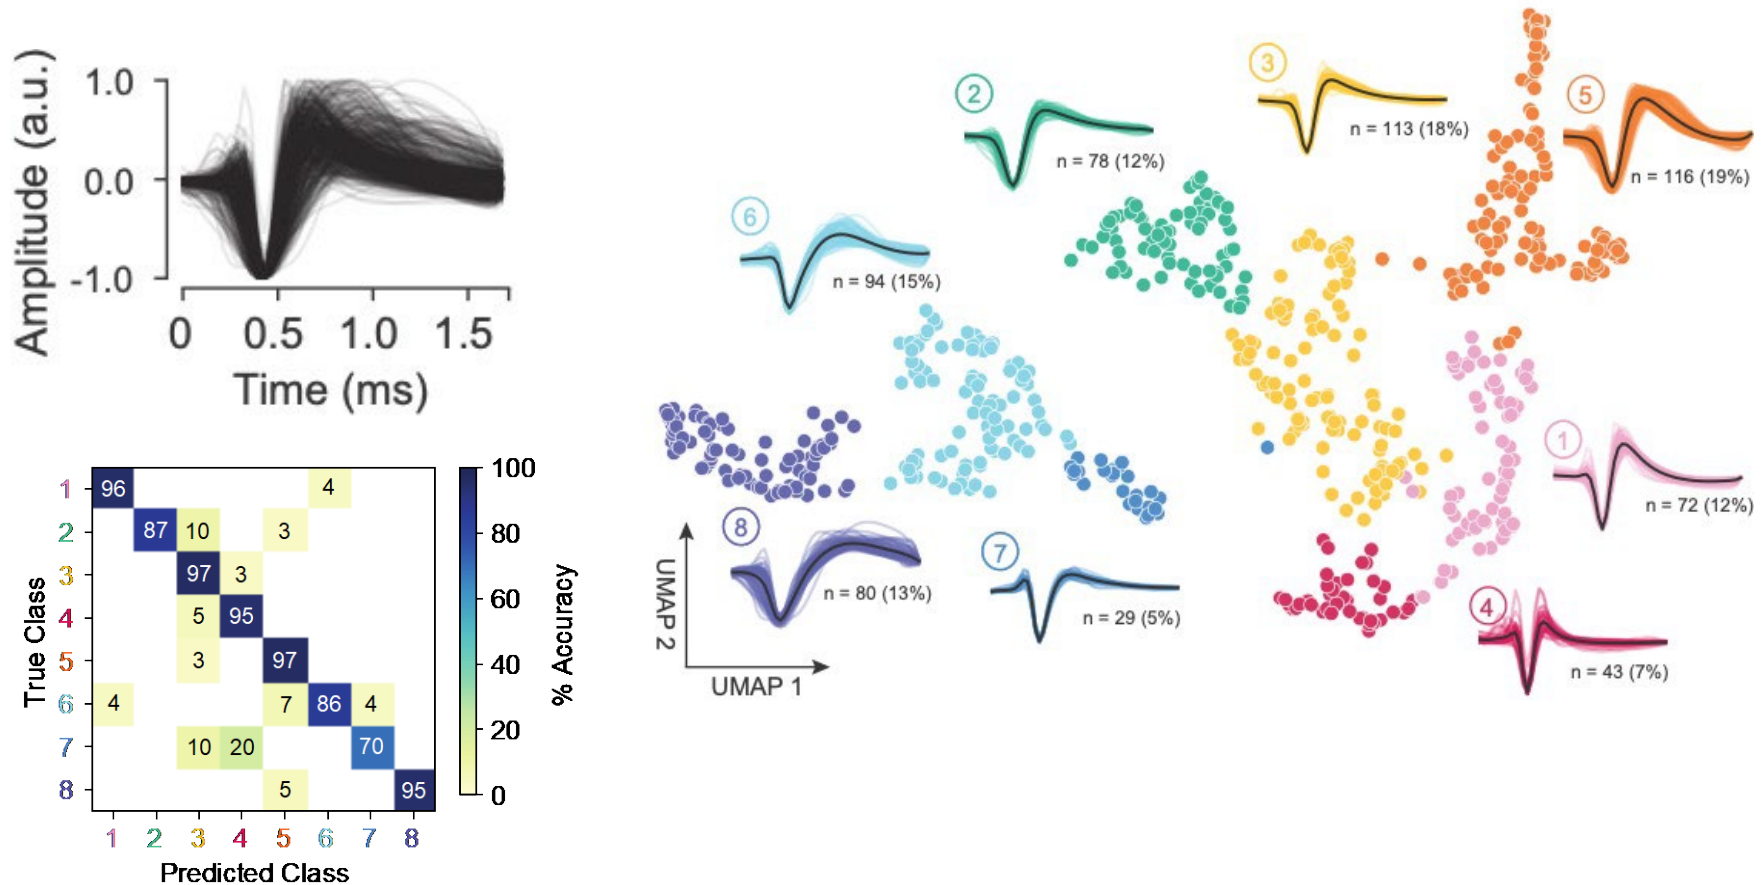 Amplitude (a.u.)
1.0
0.0
-1.0
0 0.5 1.0 1.5
Time (ms)
2
n = 78 (12%)
3
n = 113 (18%)
5
n = 116 (19%)
6
n = 94 (15%)
1
n = 72 (12%)
8
n = 80 (13%)
7
n = 29 (5%)
4
n = 43 (7%)
UMAP 2
UMAP 1
True Class
1 96 4
2 87 10 3
3 97 3
4 5 95
5 3 97
6 4 7 86 4
7 10 20 70
8 5 95
1 2 3 4 5 6 7 8
Predicted Class
100
80
60
40
20
0
% Accuracy